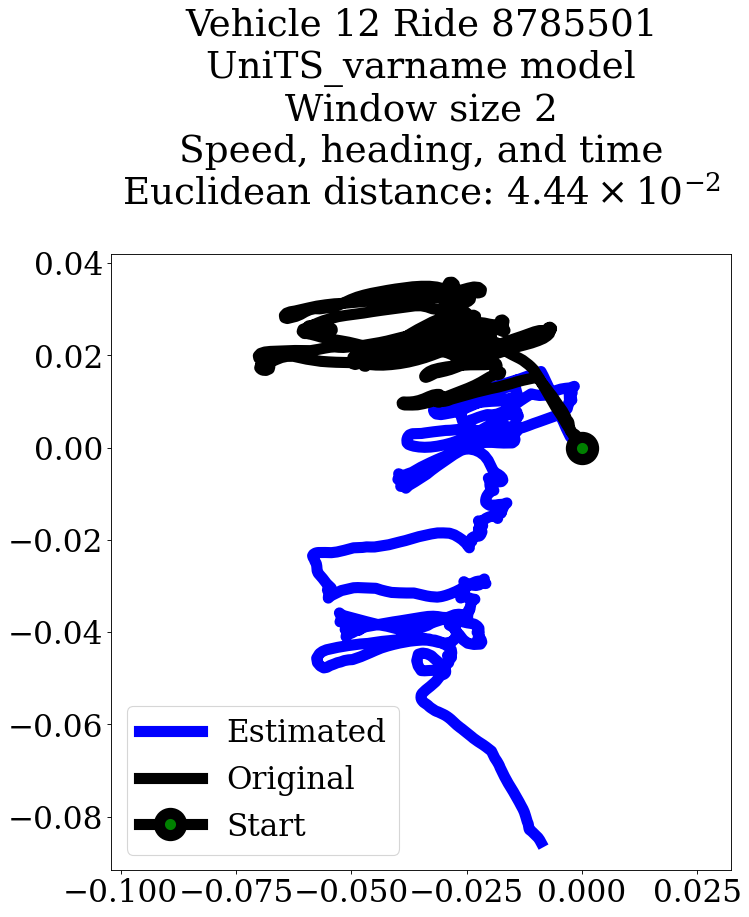 Vehicle 12 Ride 8785501
UniTS_varname model
Window size 2
Speed, heading, and time
Euclidean distance: 4.44 × 10⁻²
0.04
0.02
0.00
−0.02
−0.04
−0.06
−0.08
Estimated
Original
Start
−0.100 −0.075 −0.050 −0.025 0.000 0.025